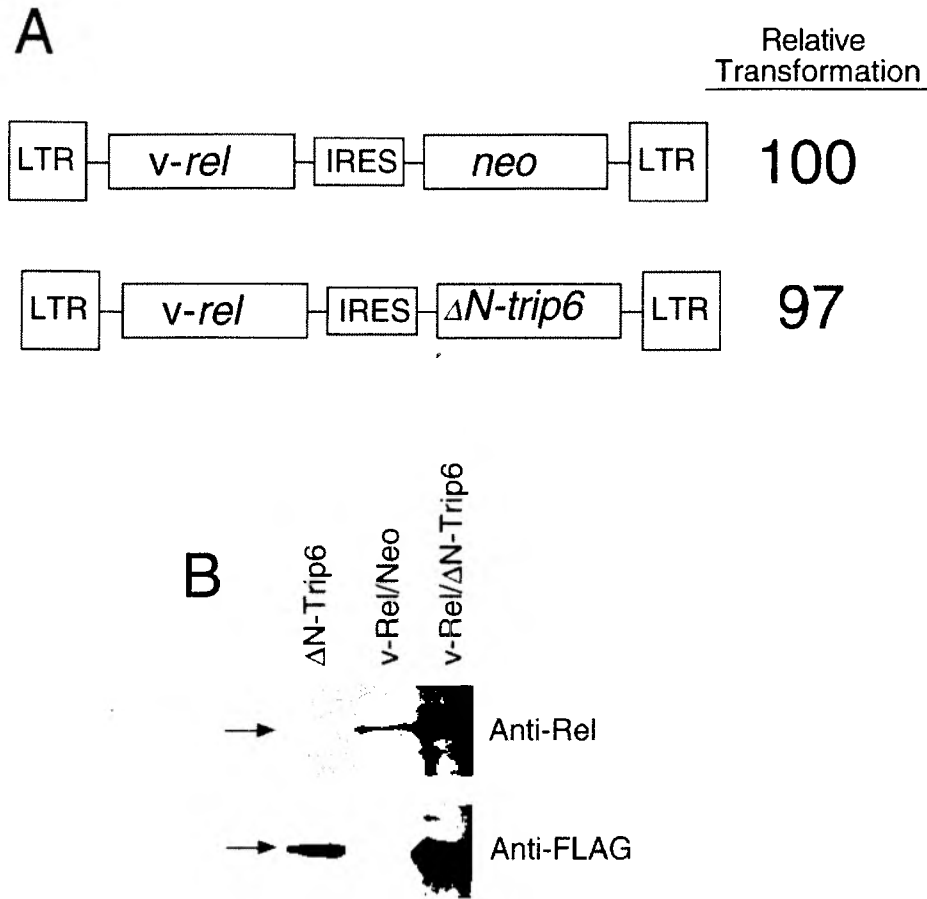 A
Relative
Transformation
LTR v-rel IRES neo LTR 100
LTR v-rel IRES ΔN-trip6 LTR 97
B
ΔN-Trip6
v-Rel/Neo
v-Rel/ΔN-Trip6
Anti-Rel
Anti-FLAG